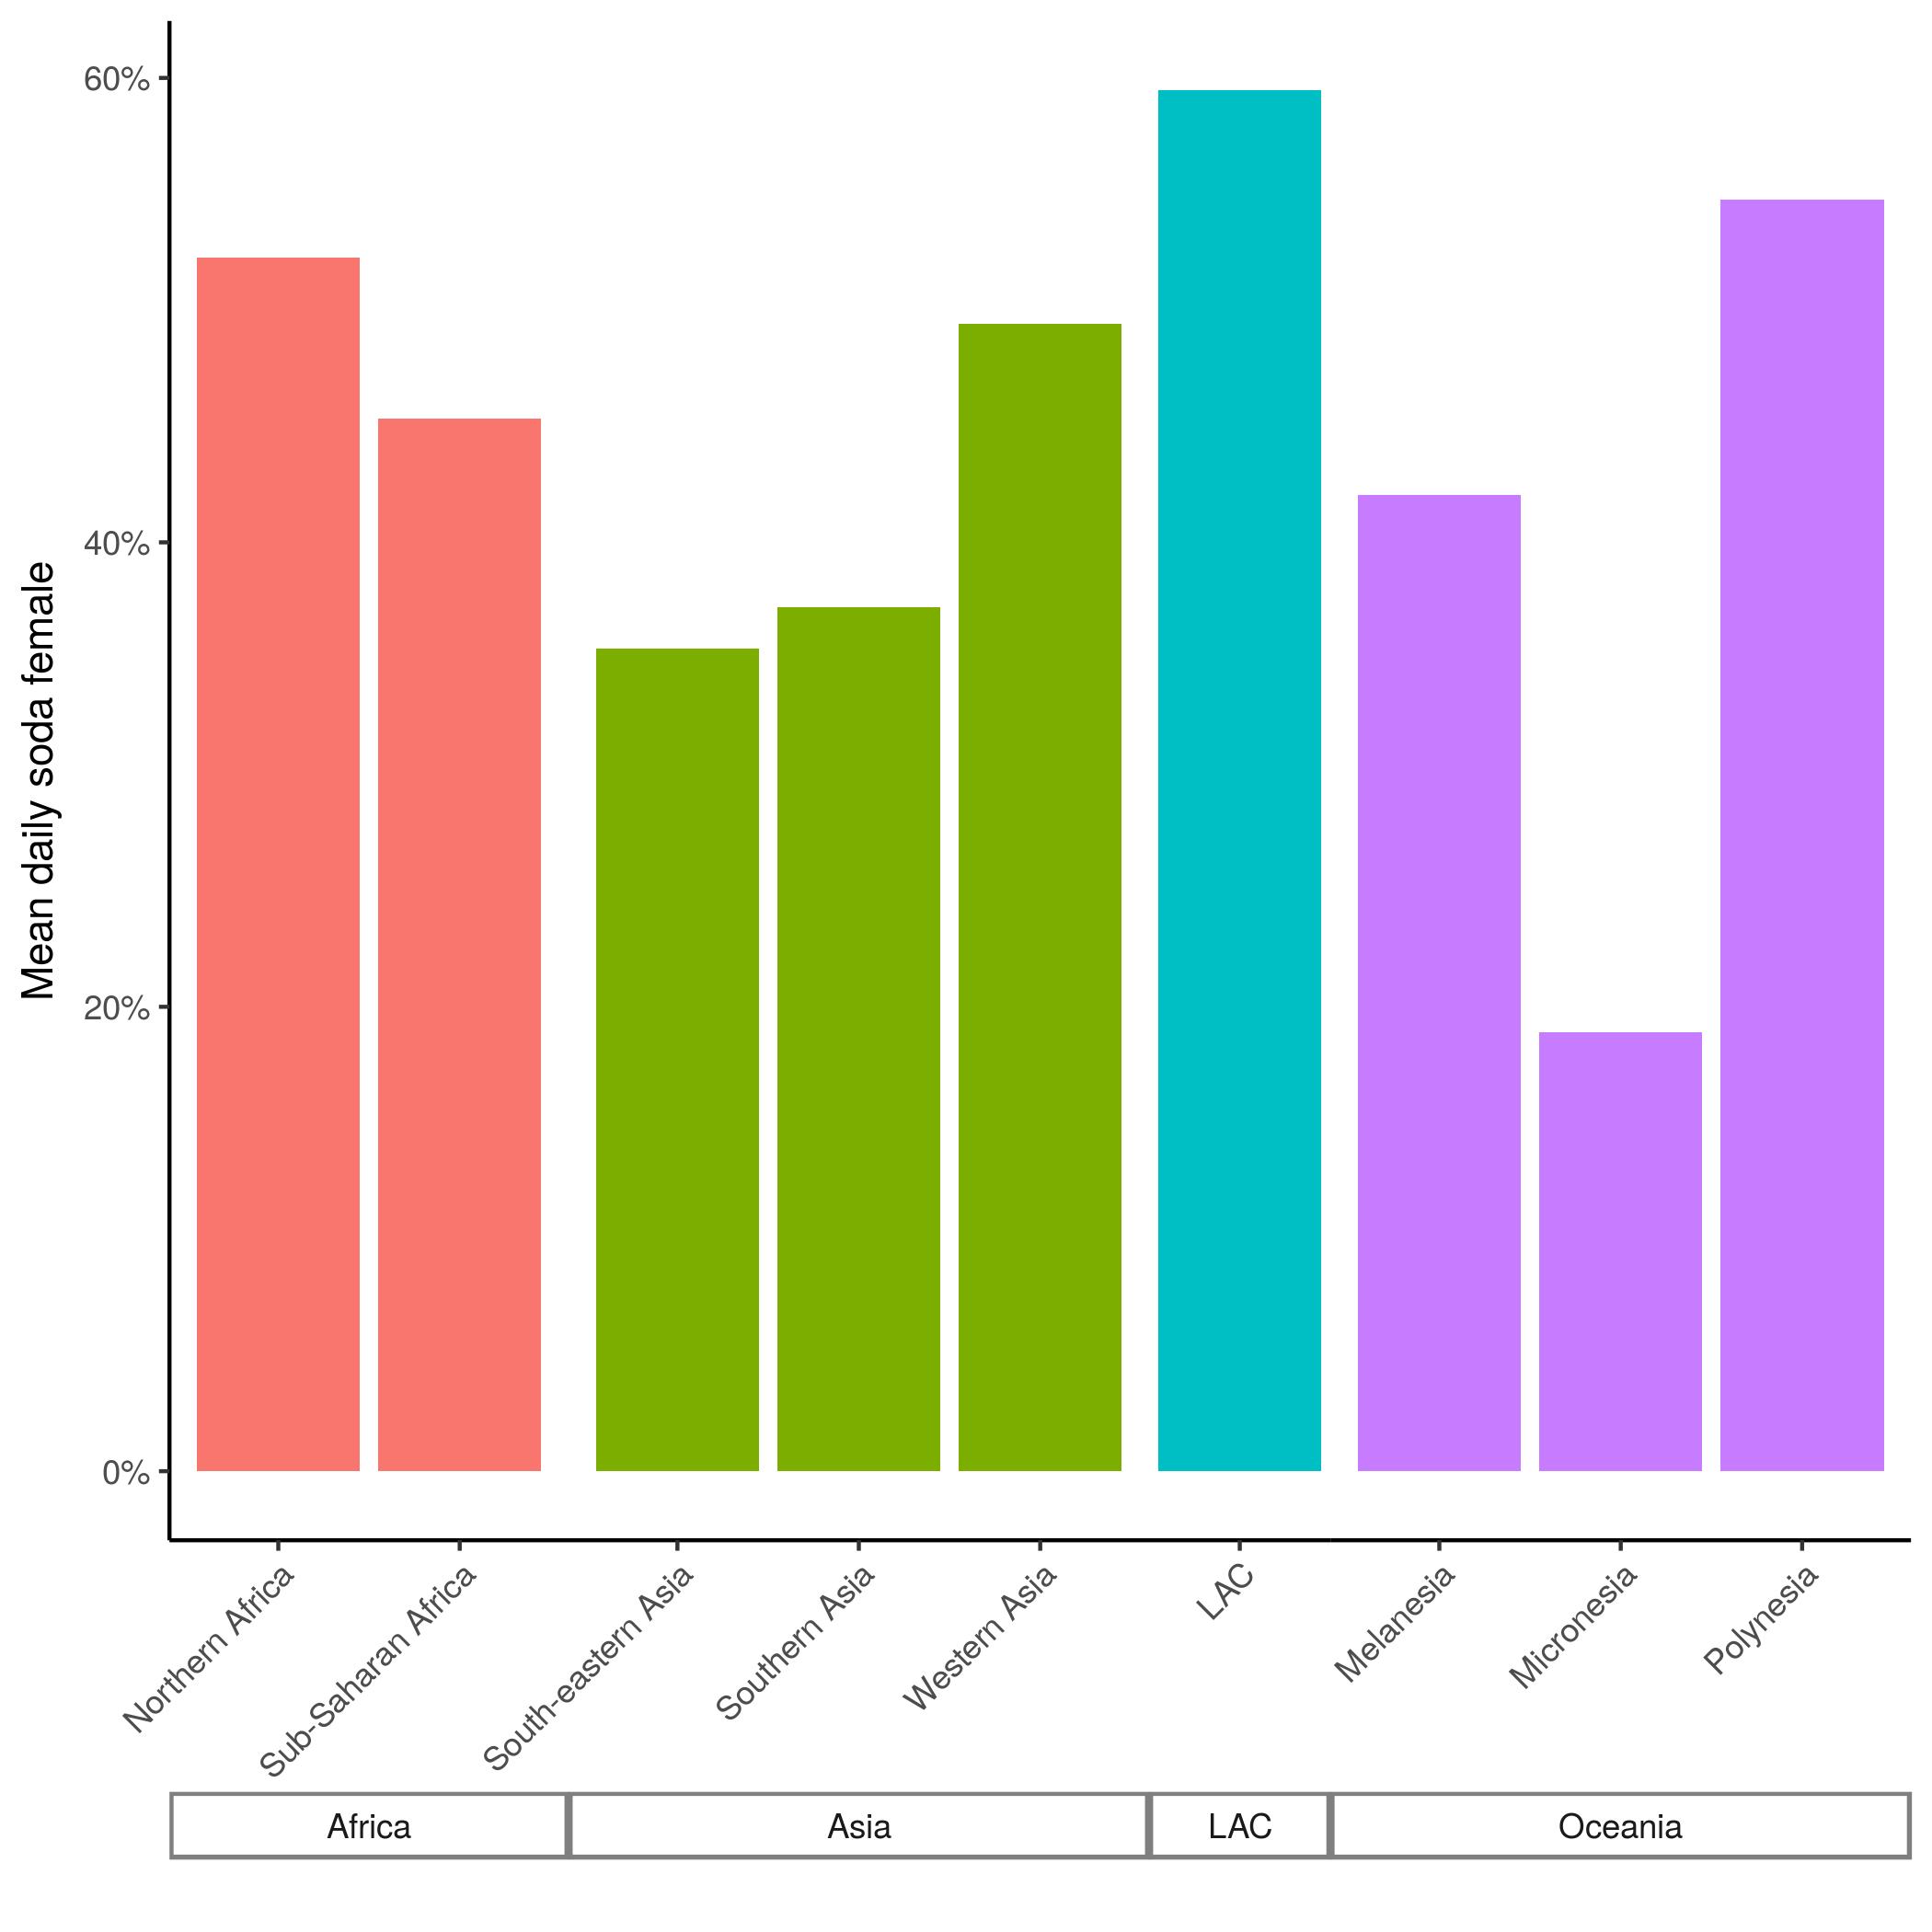 Mean daily soda female
60%
40%
20%
0%
Northern Africa
Sub-Saharan Africa
South-eastern Asia
Southern Asia
Western Asia
LAC
Melanesia
Micronesia
Polynesia
Africa
Asia
LAC
Oceania